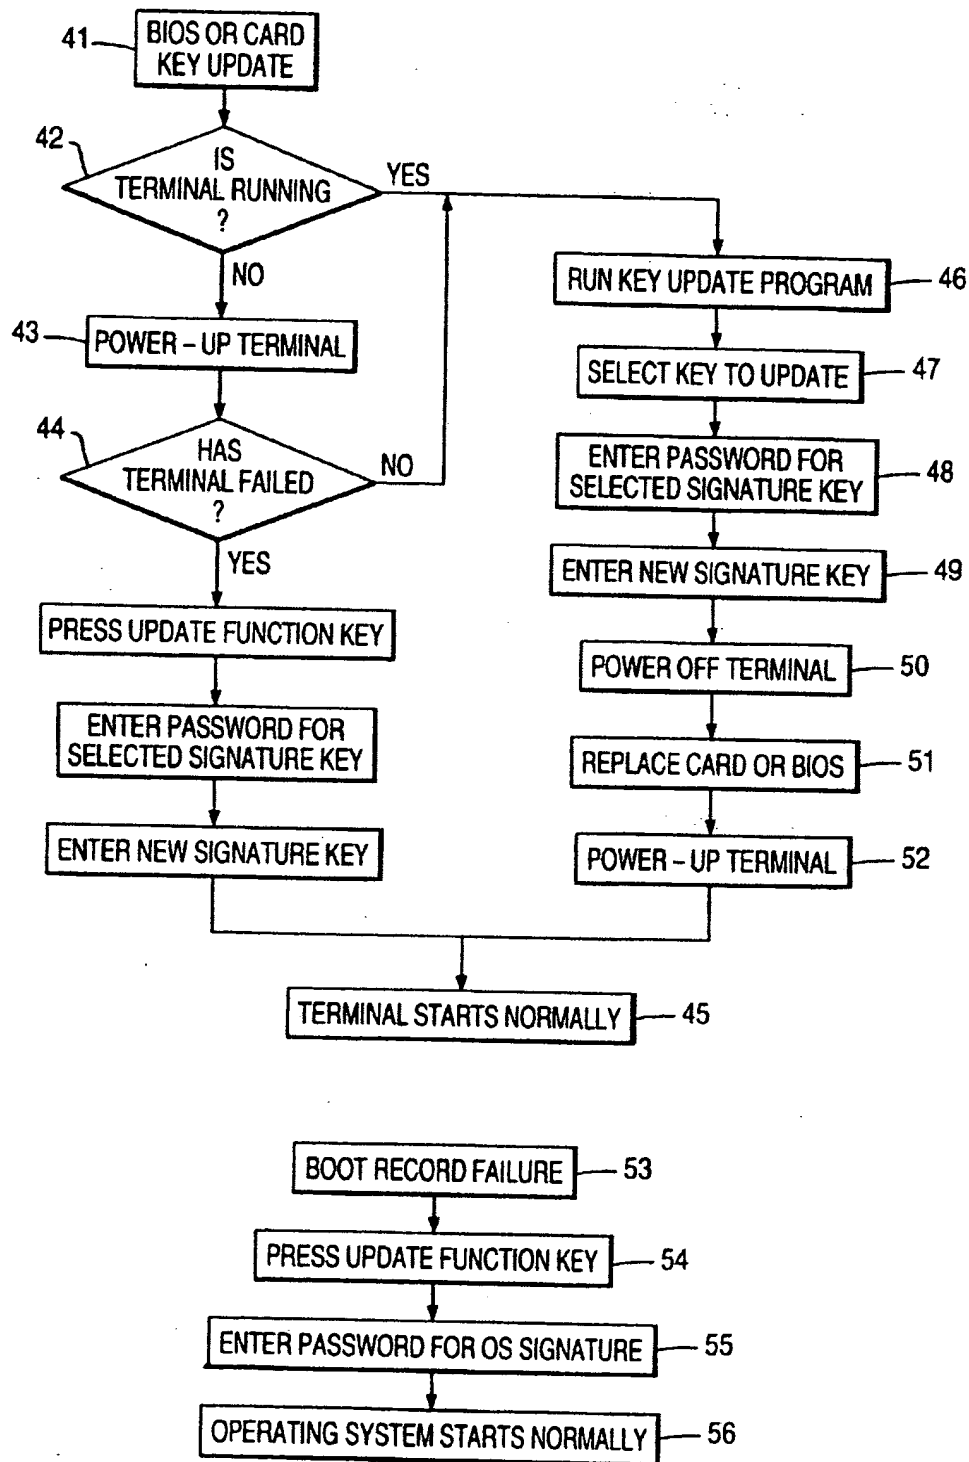 41
BIOS OR CARD
KEY UPDATE
42
IS
TERMINAL RUNNING
?
YES
NO
43
POWER – UP TERMINAL
44
HAS
TERMINAL FAILED
?
NO
YES
PRESS UPDATE FUNCTION KEY
ENTER PASSWORD FOR
SELECTED SIGNATURE KEY
ENTER NEW SIGNATURE KEY
RUN KEY UPDATE PROGRAM
46
SELECT KEY TO UPDATE
47
ENTER PASSWORD FOR
SELECTED SIGNATURE KEY
48
ENTER NEW SIGNATURE KEY
49
POWER OFF TERMINAL
50
REPLACE CARD OR BIOS
51
POWER – UP TERMINAL
52
TERMINAL STARTS NORMALLY
45
BOOT RECORD FAILURE
53
PRESS UPDATE FUNCTION KEY
54
ENTER PASSWORD FOR OS SIGNATURE
55
OPERATING SYSTEM STARTS NORMALLY
56